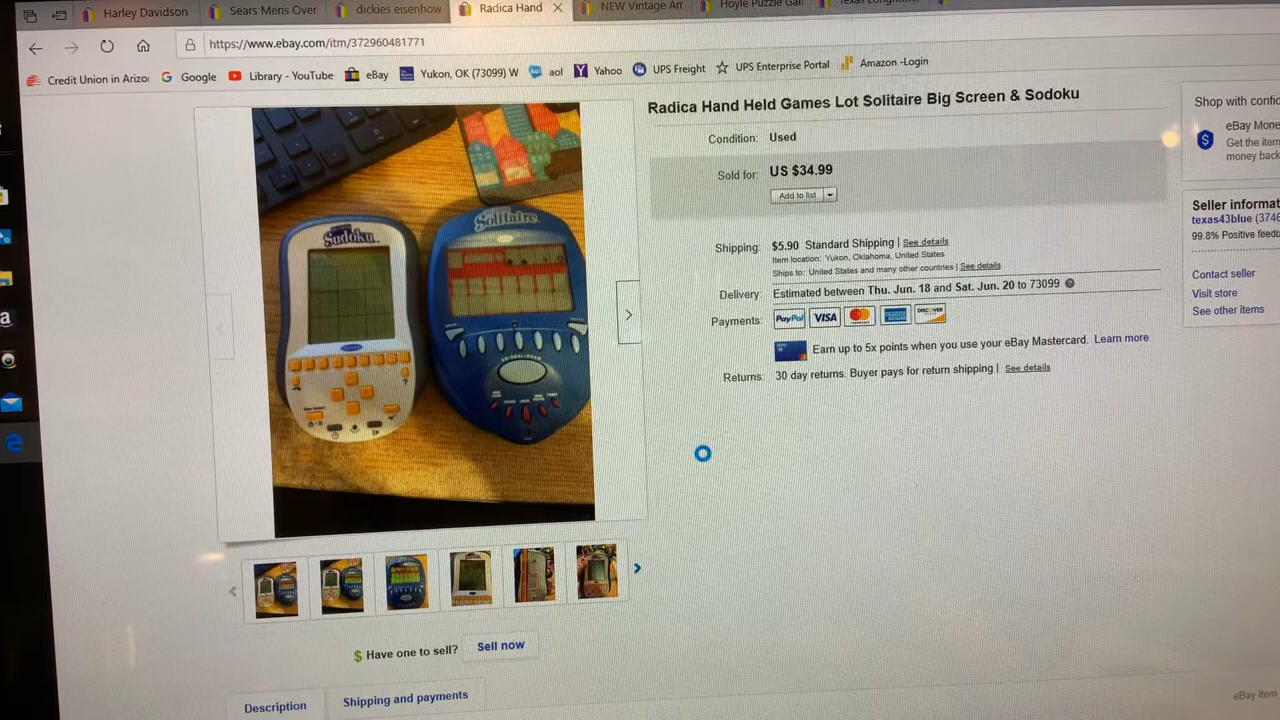 Harley Davidson
Sears Mens Over
dickies eisenhow
Radica Hand
NEW Vintage Am
Hoyle Puzzle Gam
https://www.ebay.com/itm/372960481771
Credit Union in Arizo
Google
Library - YouTube
eBay
Yukon, OK (73099) W
aol
Yahoo
UPS Freight
UPS Enterprise Portal
Amazon -Login
Radica Hand Held Games Lot Solitaire Big Screen & Sodoku
Condition: Used
Sold for: US $34.99
Add to list
Shipping: $5.90 Standard Shipping | See details
Item location: Yukon, Oklahoma, United States
Ships to: United States and many other countries | See details
Delivery: Estimated between Thu. Jun. 18 and Sat. Jun. 20 to 73099
Payments: PayPal VISA DISCOVER
Earn up to 5x points when you use your eBay Mastercard. Learn more
Returns: 30 day returns. Buyer pays for return shipping | See details
Shop with confid
eBay Mone
Get the item
money back
Seller informat
texas43blue (3746
99.8% Positive feedb
Contact seller
Visit store
See other items
Sudoku
Solitaire
$ Have one to sell? Sell now
Description
Shipping and payments
eBay item